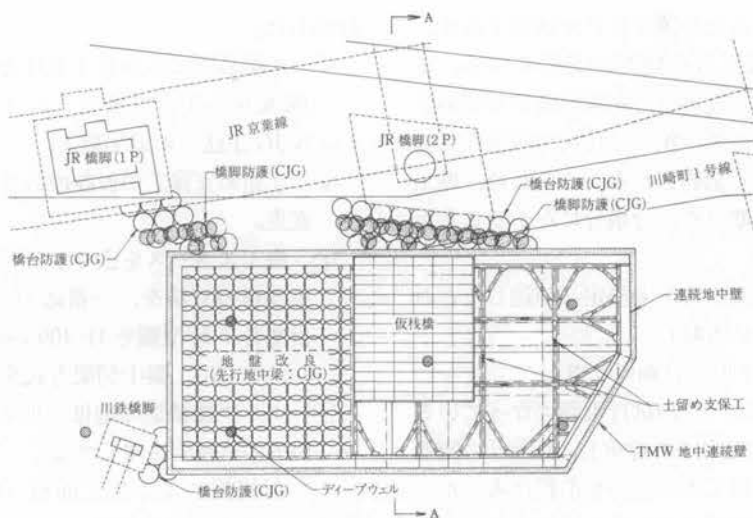 A
JR 京葉線
JR 橋脚(1P)
JR 橋脚(2P)
川崎町1号線
橋脚防護(CJG)
橋台防護(CJG)
橋脚防護(CJG)
橋台防護(CJG)
連続地中壁
仮桟橋
地盤改良
(先行地中梁:CJG)
土留め支保工
川鉄橋脚
TMW 地中連続壁
橋台防護(CJG)
ディープウェル
A